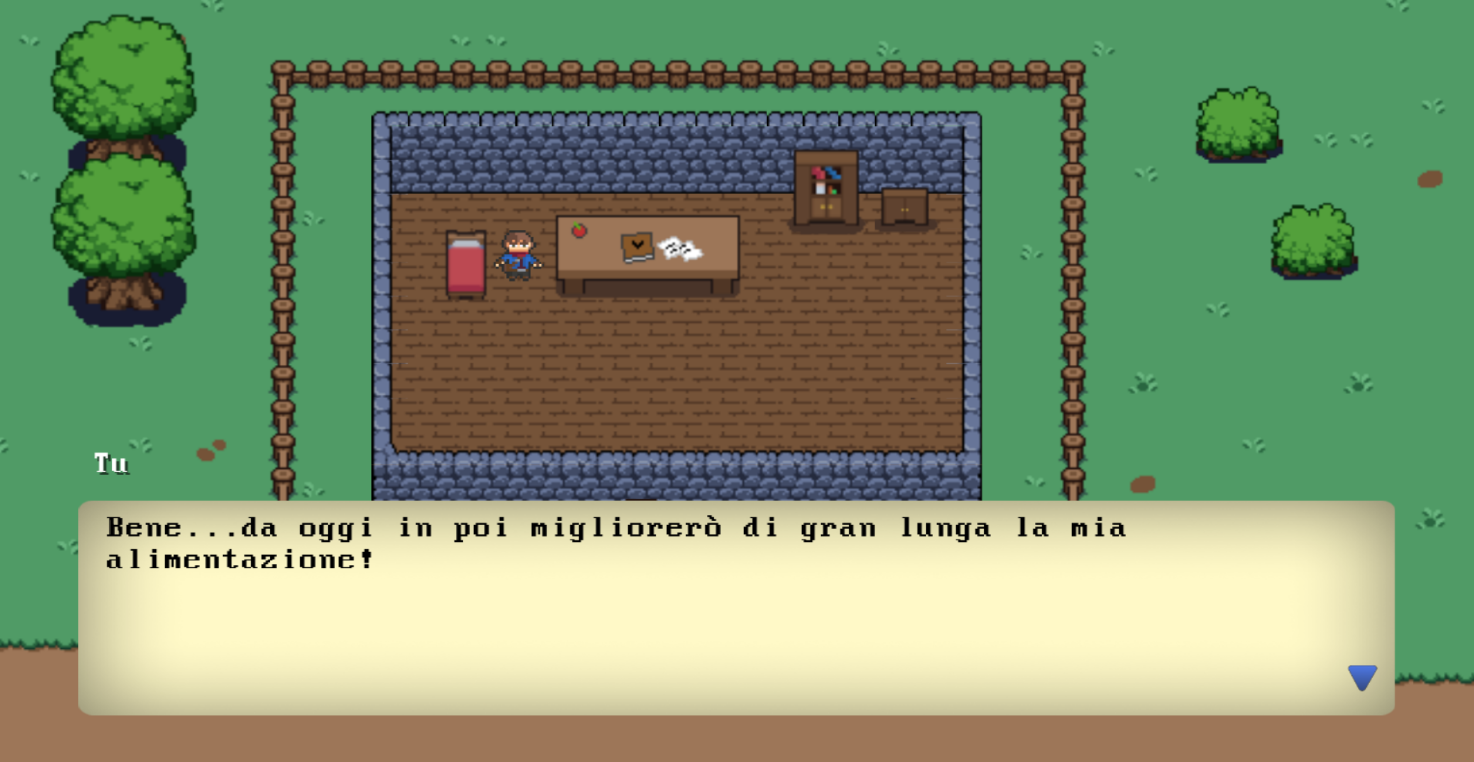 Tu
Bene...da oggi in poi migliorerò di gran lunga la mia
alimentazione!